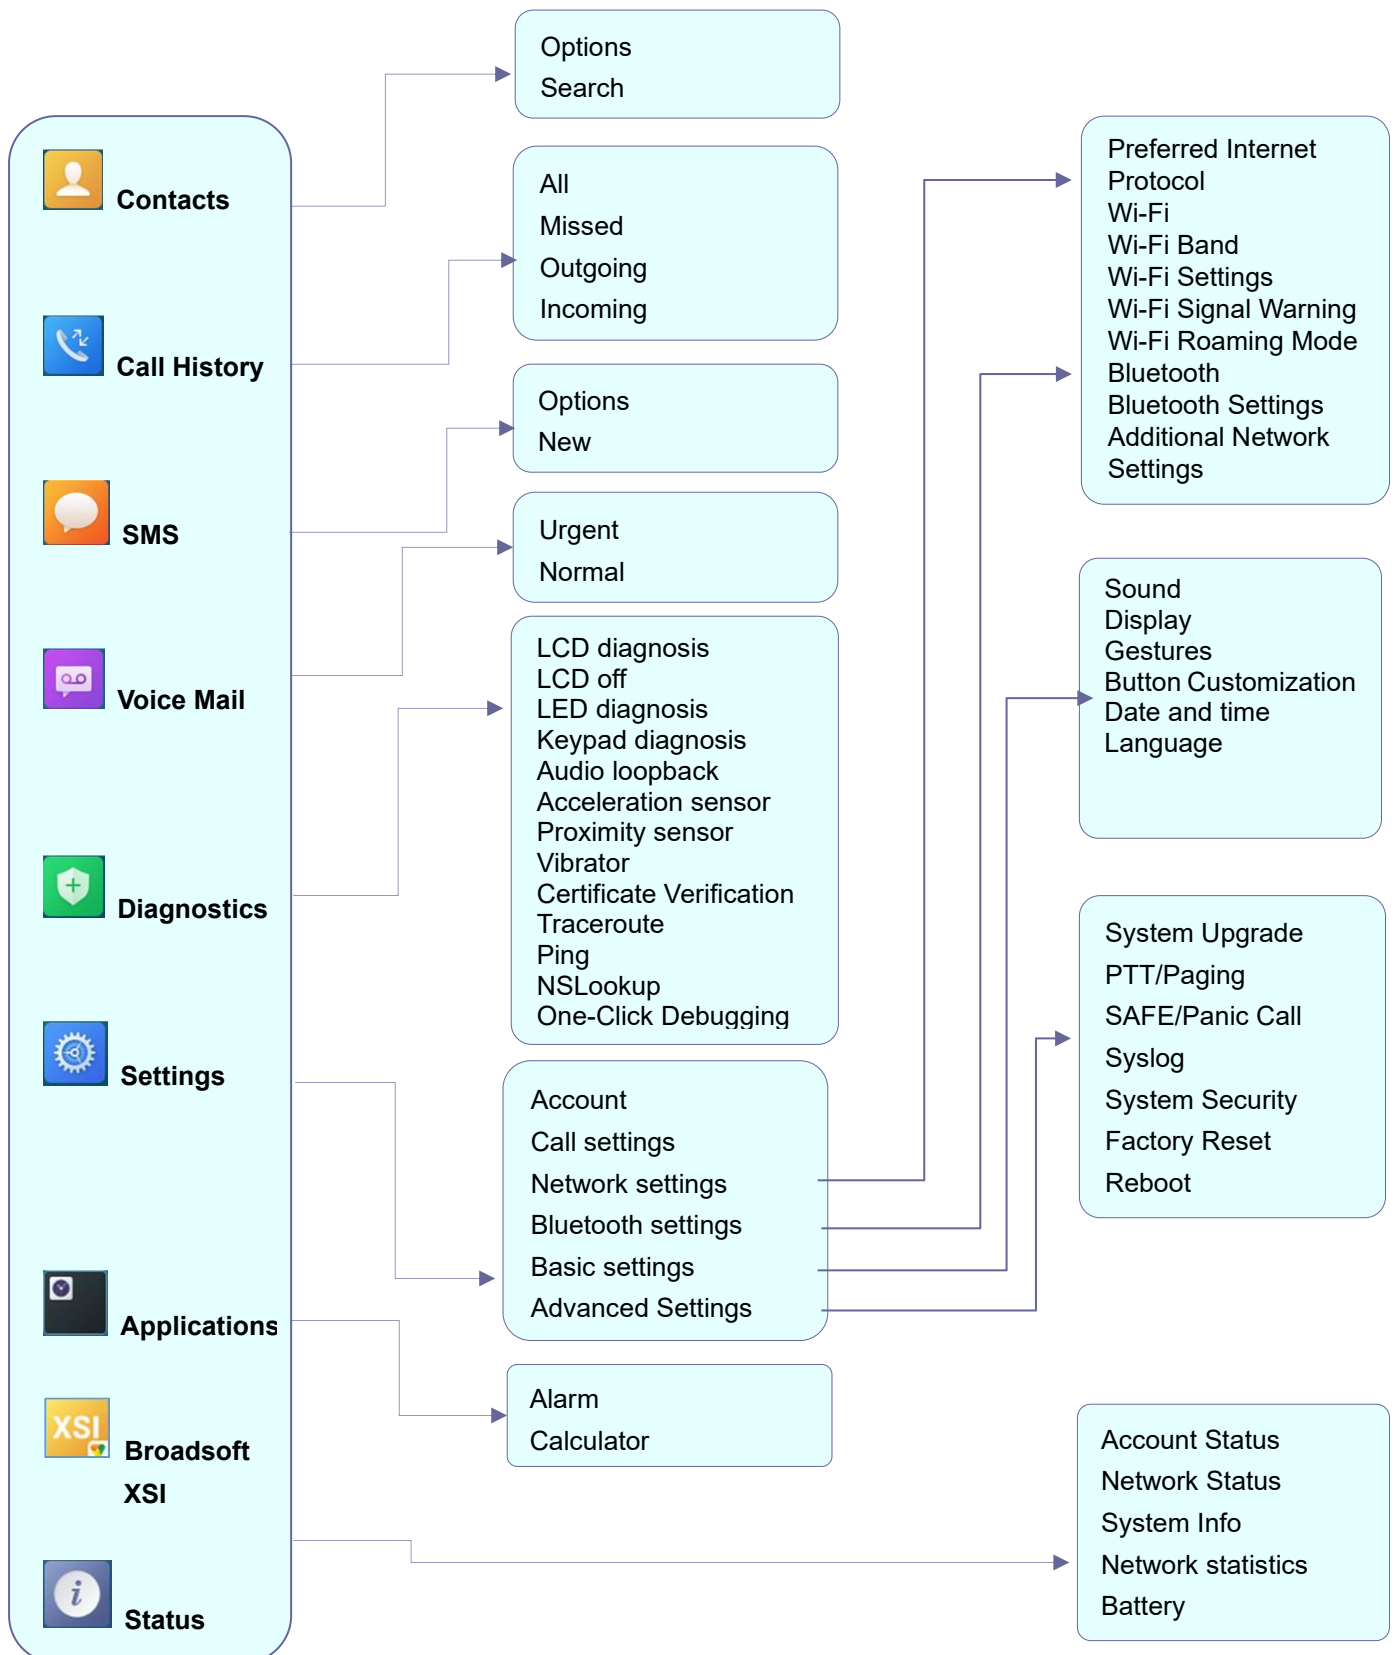 Contacts
Call History
SMS
Voice Mail
Diagnostics
Settings
Applications
XSI
Broadsoft
XSI
i
Status
Options
Search
All
Missed
Outgoing
Incoming
Options
New
Urgent
Normal
LCD diagnosis
LCD off
LED diagnosis
Keypad diagnosis
Audio loopback
Acceleration sensor
Proximity sensor
Vibrator
Certificate Verification
Traceroute
Ping
NSLookup
One-Click Debugging
Account
Call settings
Network settings
Bluetooth settings
Basic settings
Advanced Settings
Alarm
Calculator
Preferred Internet
Protocol
Wi-Fi
Wi-Fi Band
Wi-Fi Settings
Wi-Fi Signal Warning
Wi-Fi Roaming Mode
Bluetooth
Bluetooth Settings
Additional Network
Settings
Sound
Display
Gestures
Button Customization
Date and time
Language
System Upgrade
PTT/Paging
SAFE/Panic Call
Syslog
System Security
Factory Reset
Reboot
Account Status
Network Status
System Info
Network statistics
Battery